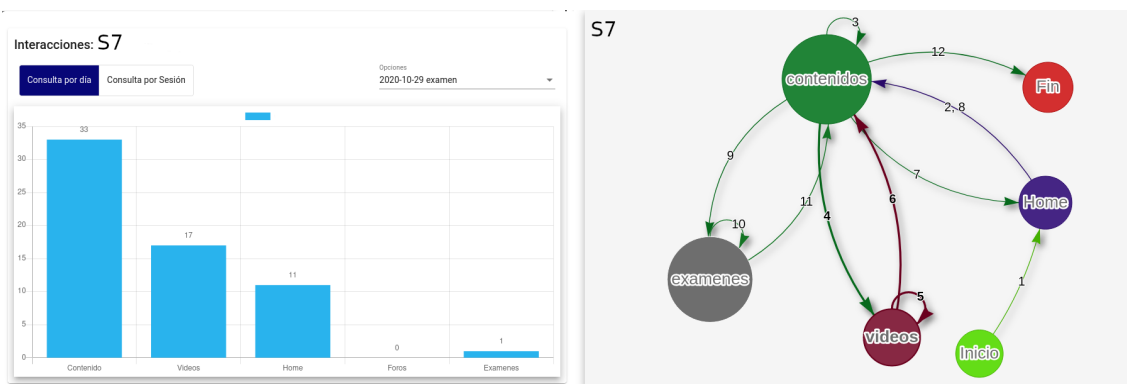 Interacciones: S7
Consulta por día Consulta por Sesión
Opciones
2020-10-29 examen
35
30
25
20
15
10
5
0
33
17
11
0
1
Contenido Videos Home Foros Examenes
S7
3
contenidos
12
Fin
2, 8
9
7
Home
11
4
6
10
examenes
5
videos
1
Inicio